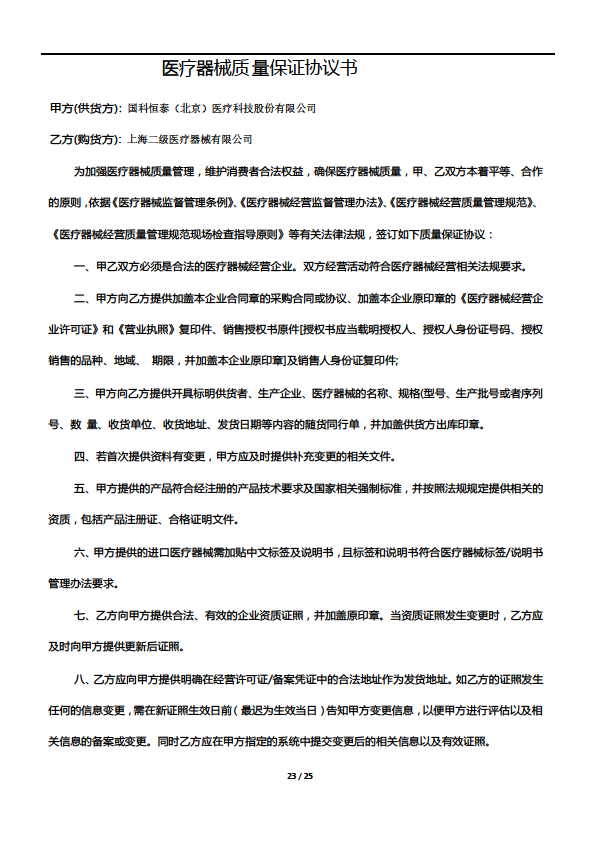 医疗器械质 量保证协议书
甲方(供货方)：国科恒泰（北京）医疗科技股份有限公司
乙方(购货方)：上海二级医疗器械有限公司
为加强医疗器械质量管理，维护消费者合法权益，确保医疗器械质量，甲、乙双方本着平等、合作
的原则，依据《医疗器械监督管理条例》、《医疗器械经营监督管理办法》、《医疗器械经营质量管理规范》、
《医疗器械经营质量管理规范现场检查指导原则》等有关法律法规，签订如下质量保证协议：
一、甲乙双方必须是合法的医疗器械经营企业。双方经营活动符合医疗器械经营相关法规要求。
二、甲方向乙方提供加盖本企业合同章的采购合同或协议、加盖本企业原印章的《医疗器械经营企
业许可证》和《营业执照》复印件、销售授权书原件[授权书应当载明授权人、授权人身份证号码、授权
销售的品种、地域、 期限，并加盖本企业原印章]及销售人身份证复印件;
三、甲方向乙方提供开具标明供货者、生产企业、医疗器械的名称、规格(型号、生产批号或者序列
号、数 量、收货单位、收货地址、发货日期等内容的随货同行单，并加盖供货方出库印章。
四、若首次提供资料有变更，甲方应及时提供补充变更的相关文件。
五、甲方提供的产品符合经注册的产品技术要求及国家相关强制标准，并按照法规规定提供相关的
资质，包括产品注册证、合格证明文件。
六、甲方提供的进口医疗器械需加贴中文标签及说明书，且标签和说明书符合医疗器械标签/说明书
管理办法要求。
七、乙方向甲方提供合法、有效的企业资质证照，并加盖原印章。当资质证照发生变更时，乙方应
及时向甲方提供更新后证照。
八、乙方应向甲方提供明确在经营许可证/备案凭证中的合法地址作为发货地址。如乙方的证照发生
任何的信息变更，需在新证照生效日前（最迟为生效当日）告知甲方变更信息，以便甲方进行评估以及相
关信息的备案或变更。同时乙方应在甲方指定的系统中提交变更后的相关信息以及有效证照。
23 / 25